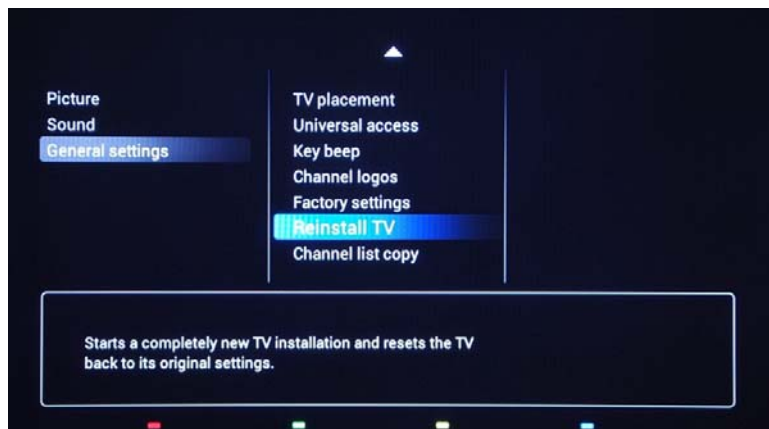 Picture
Sound
General settings
TV placement
Universal access
Key beep
Channel logos
Factory settings
Reinstall TV
Channel list copy
Starts a completely new TV installation and resets the TV
back to its original settings.